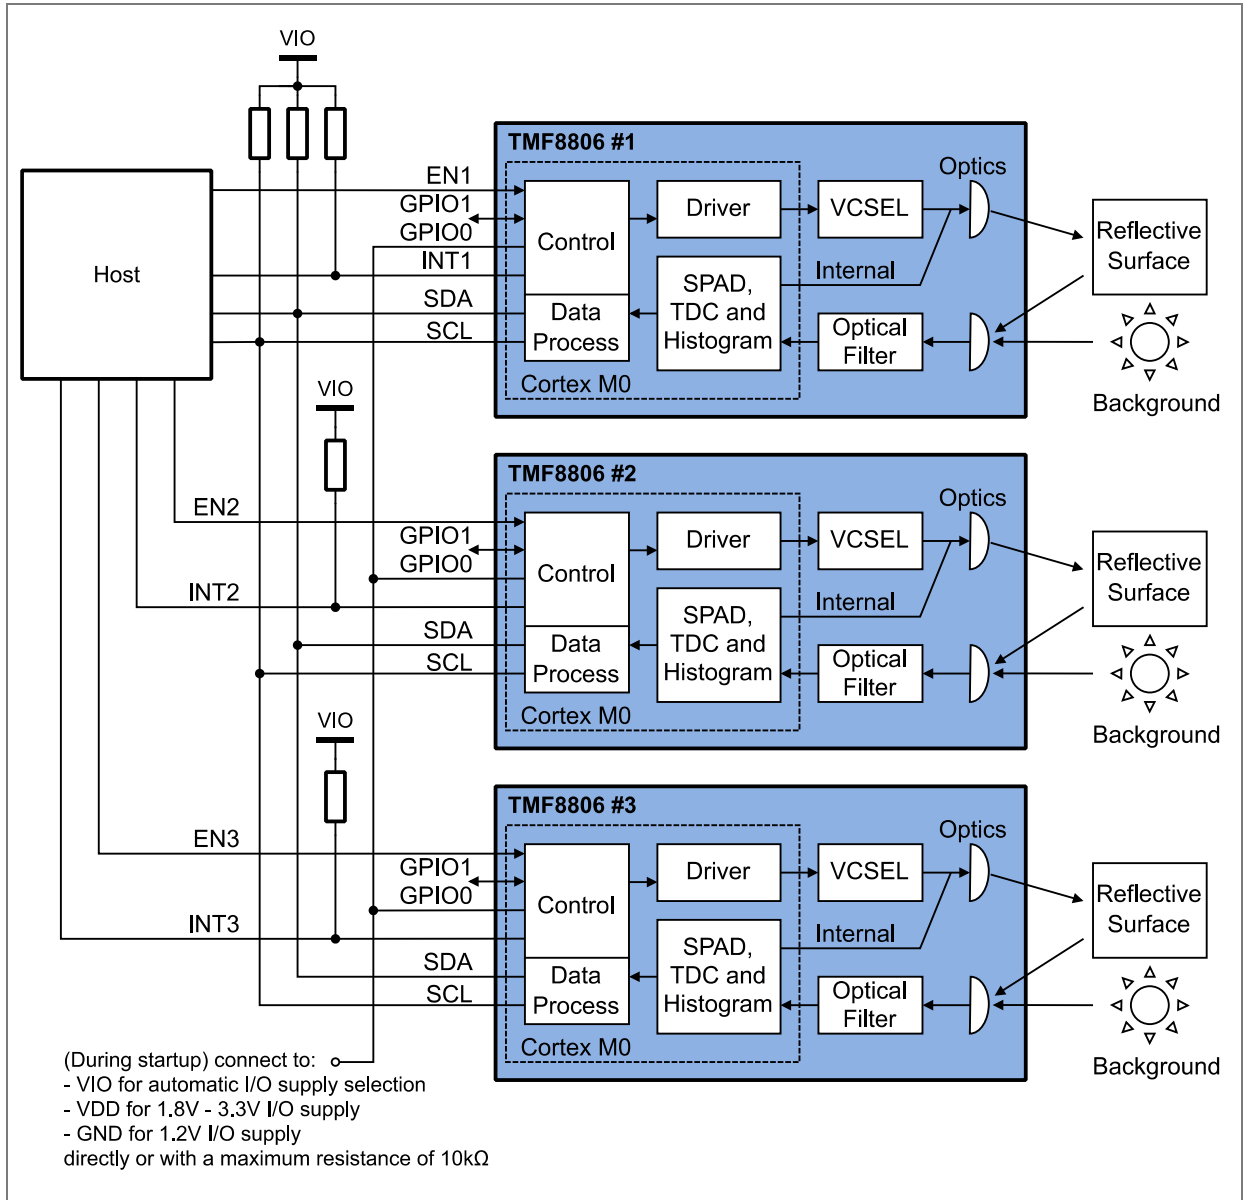 VIO
TMF8806 #1
Optics
EN1
GPIO1
GPIO0
INT1
SDA
SCL
Host
Control
Data
Process
Driver
VCSEL
Internal
SPAD,
TDC and
Histogram
Optical
Filter
Cortex M0
Reflective
Surface
Background
VIO
TMF8806 #2
Optics
EN2
GPIO1
GPIO0
INT2
SDA
SCL
Control
Data
Process
Driver
VCSEL
Internal
SPAD,
TDC and
Histogram
Optical
Filter
Cortex M0
Reflective
Surface
Background
VIO
TMF8806 #3
Optics
EN3
GPIO1
GPIO0
INT3
SDA
SCL
Control
Data
Process
Driver
VCSEL
Internal
SPAD,
TDC and
Histogram
Optical
Filter
Cortex M0
Reflective
Surface
Background
(During startup) connect to:
- VIO for automatic I/O supply selection
- VDD for 1.8V - 3.3V I/O supply
- GND for 1.2V I/O supply
directly or with a maximum resistance of 10kΩ